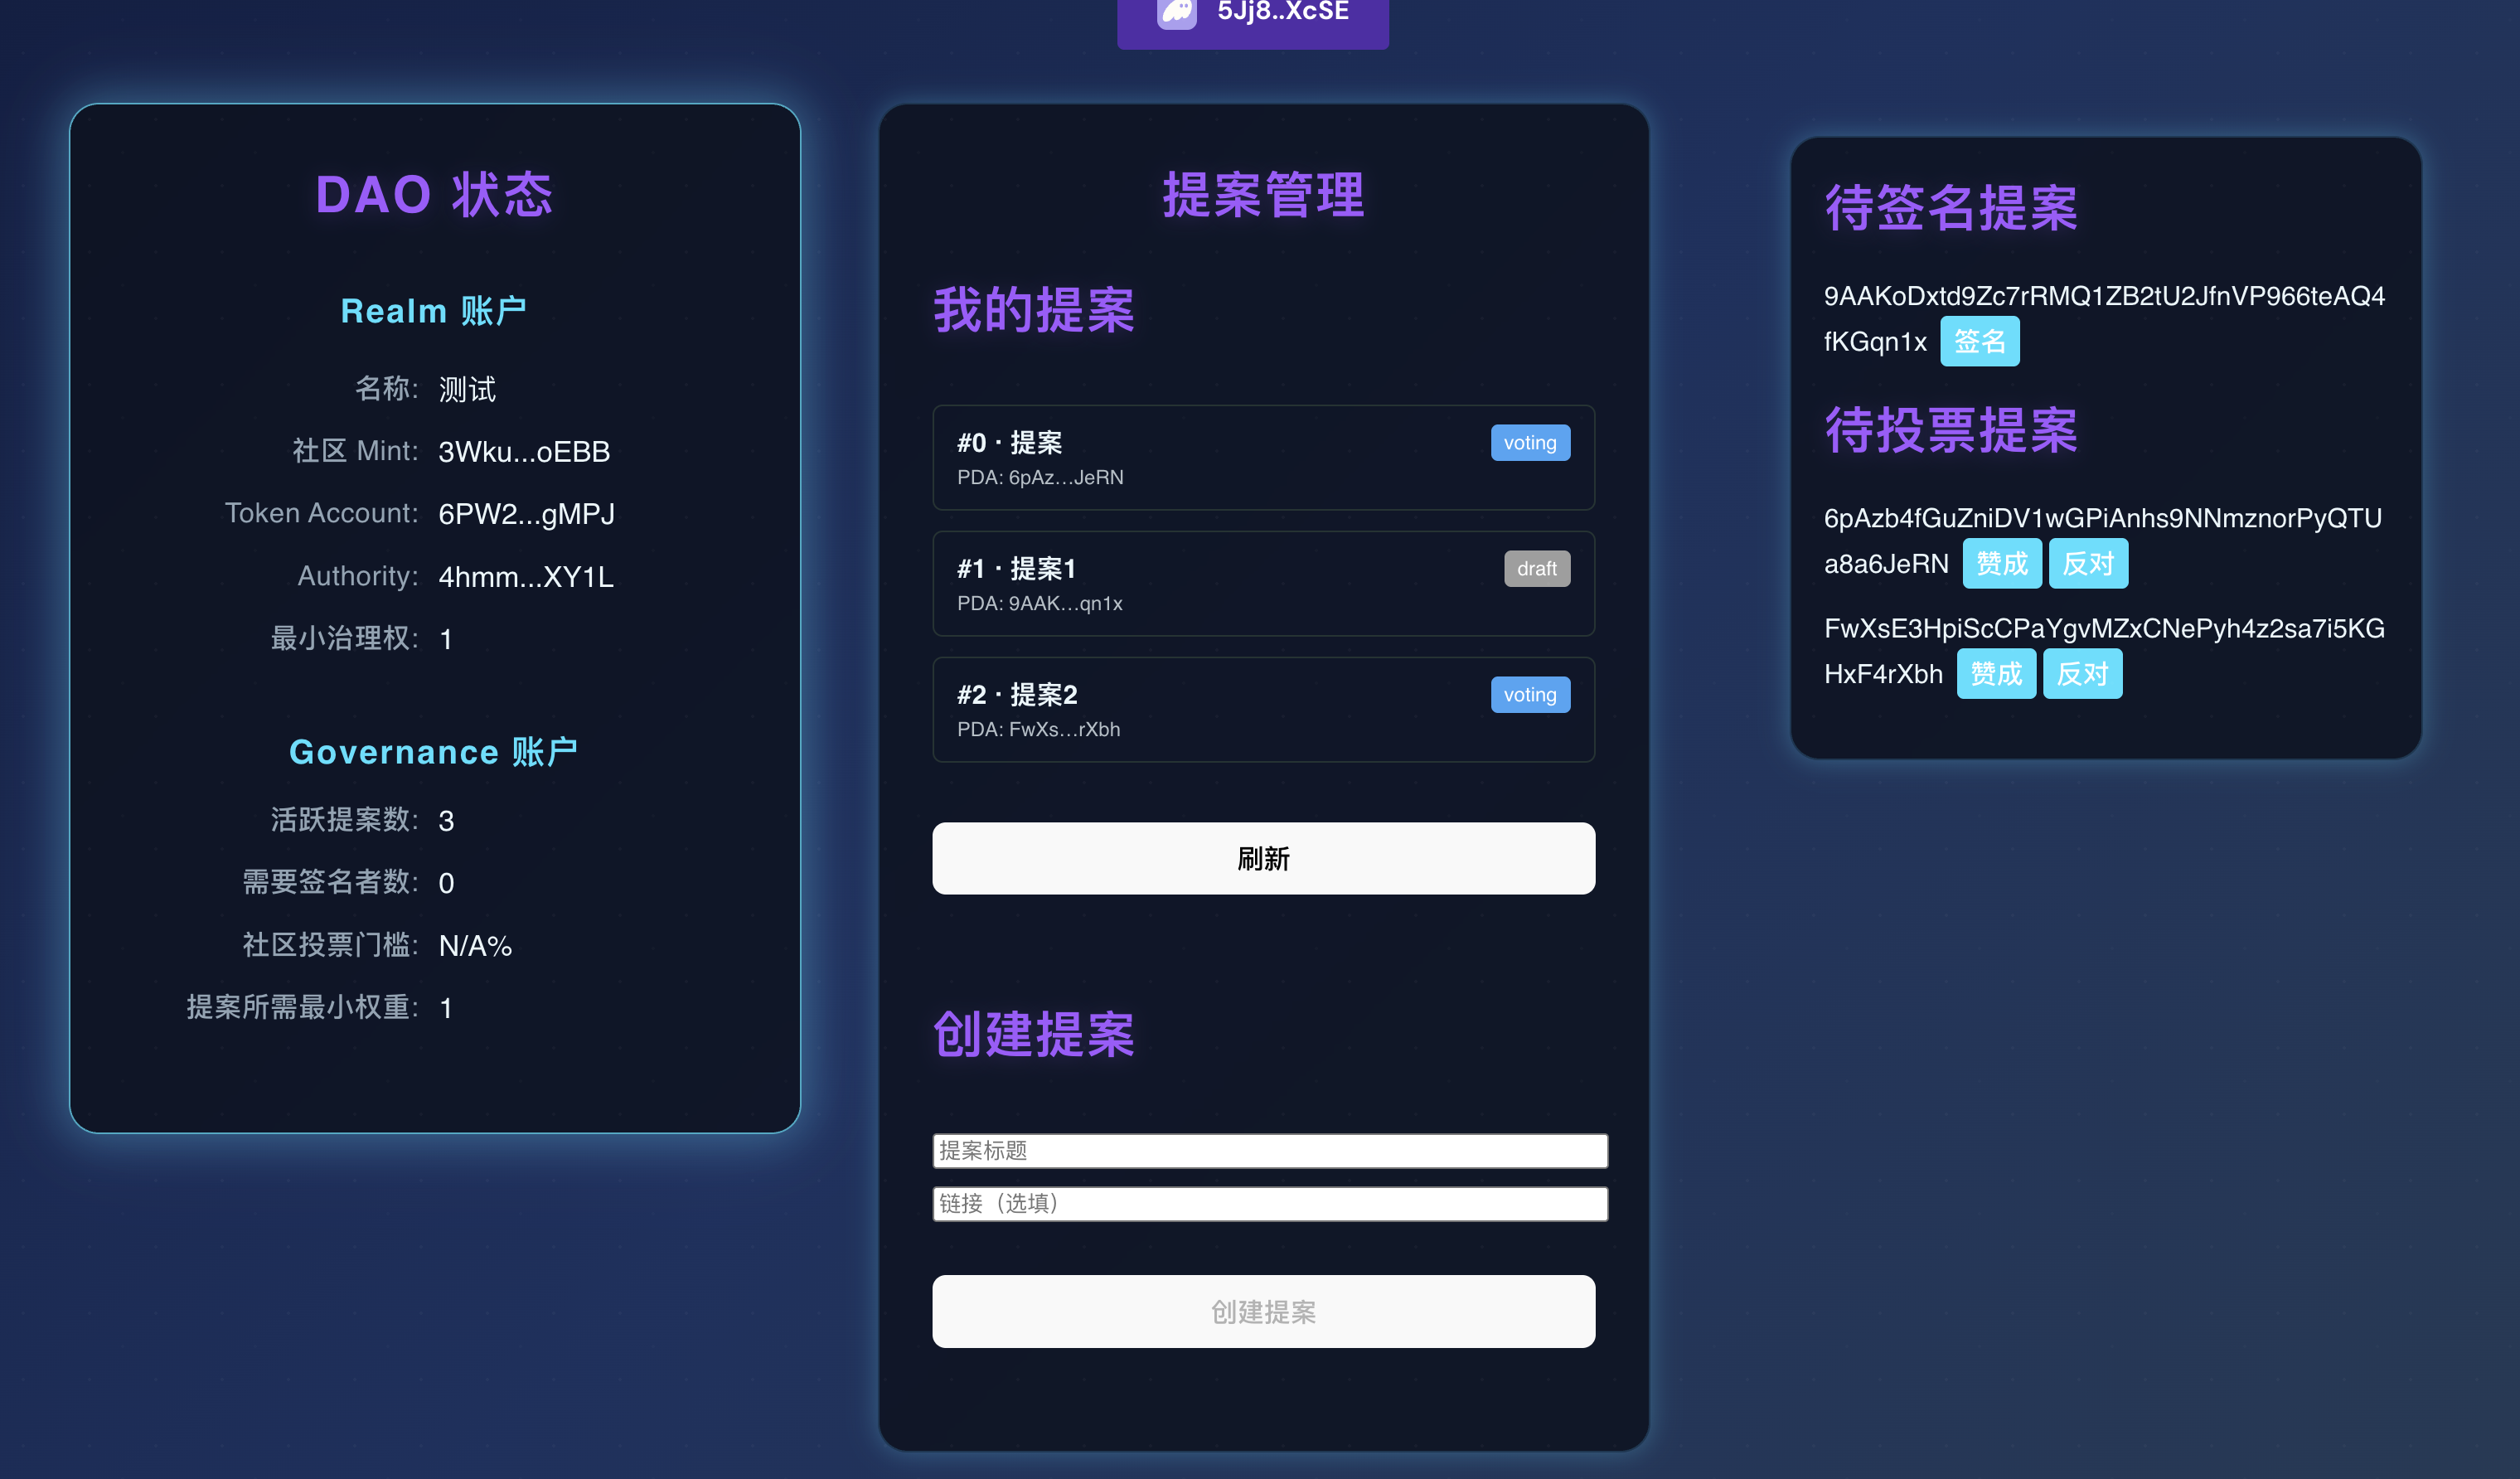 5Jj8..XcSE
DAO 状态
Realm 账户
名称: 测试
社区 Mint: 3Wku...oEBB
Token Account: 6PW2...gMPJ
Authority: 4hmm...XY1L
最小治理权: 1
Governance 账户
活跃提案数: 3
需要签名者数: 0
社区投票门槛: N/A%
提案所需最小权重: 1
提案管理
我的提案
#0 · 提案
voting
PDA: 6pAz…JeRN
#1 · 提案1
draft
PDA: 9AAK…qn1x
#2 · 提案2
voting
PDA: FwXs…rXbh
刷新
创建提案
提案标题
链接（选填）
创建提案
待签名提案
9AAKoDxtd9Zc7rRMQ1ZB2tU2JfnVP966teAQ4
fKGqn1x 签名
待投票提案
6pAzb4fGuZniDV1wGPiAnhs9NNmznorPyQTU
a8a6JeRN 赞成 反对
FwXsE3HpiScCPaYgvMZxCNePyh4z2sa7i5KG
HxF4rXbh 赞成 反对